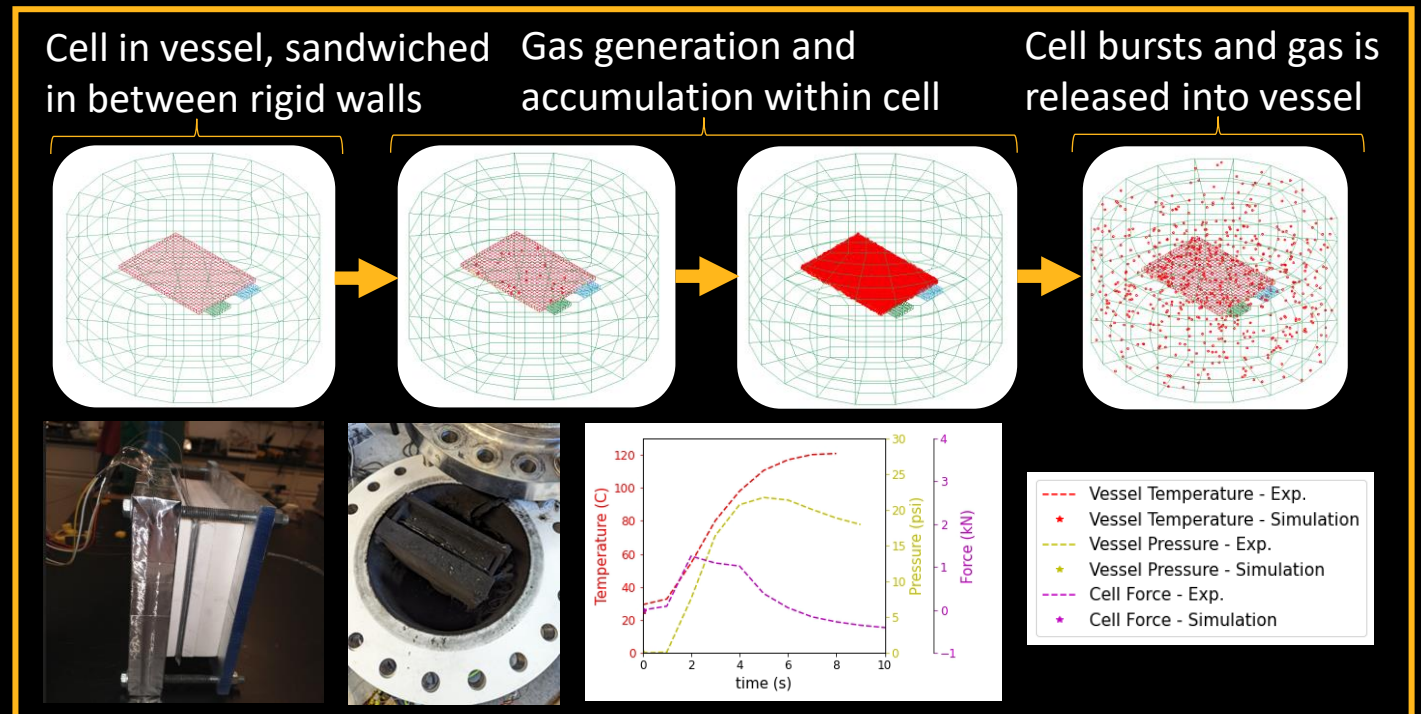 Cell in vessel, sandwiched
in between rigid walls
Gas generation and
accumulation within cell
Cell bursts and gas is
released into vessel
Temperature (C)
120
100
80
60
40
20
0
0
2
4
6
8
10
time (s)
30
25
20
15
10
5
0
Pressure (psi)
4
3
2
1
0
−1
Force (kN)
Vessel Temperature - Exp.
Vessel Temperature - Simulation
Vessel Pressure - Exp.
Vessel Pressure - Simulation
Cell Force - Exp.
Cell Force - Simulation